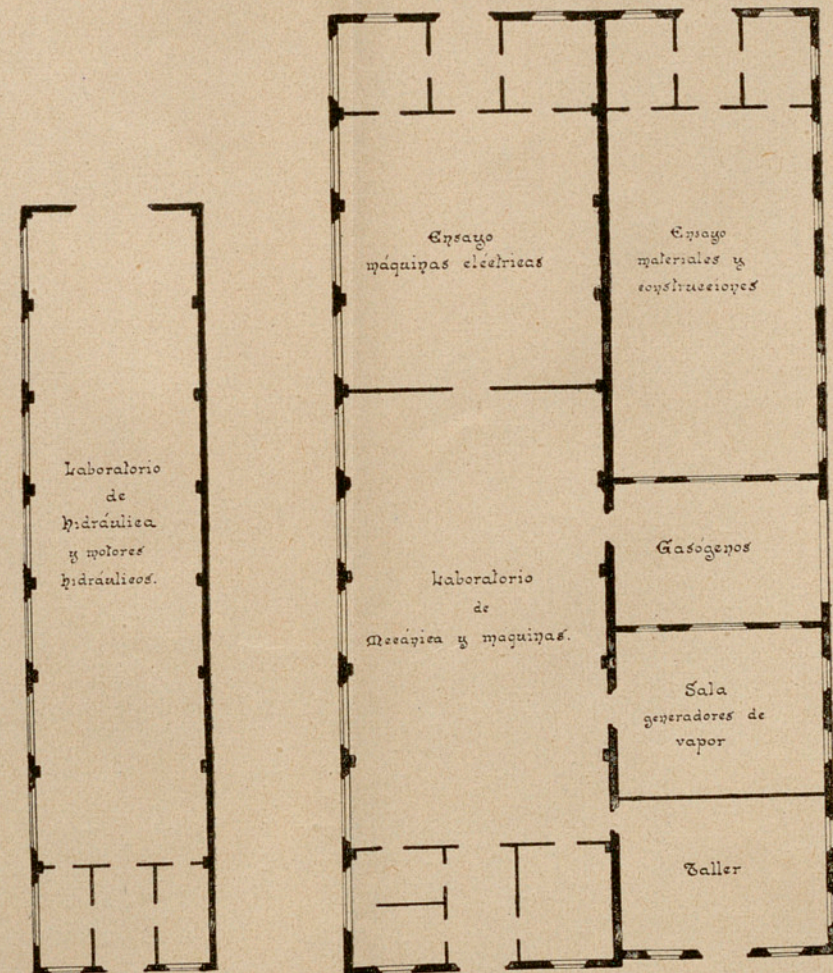 Laboratorio
de
hidráulica
y motores
hidráulicos.
Ensayo
máquinas eléctricas
Ensayo
materiales y
construcciones
Laboratorio
de
Mecánica y maquinas.
Gasógenos
Sala
generadores de
vapor
Taller